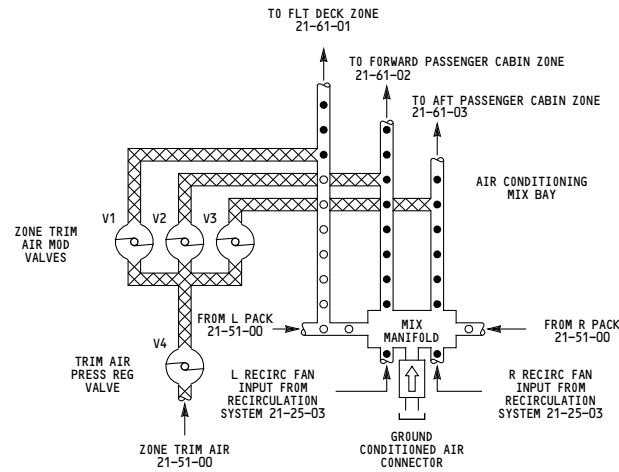 TO FLT DECK ZONE
21-61-01
TO FORWARD PASSENGER CABIN ZONE
21-61-02
TO AFT PASSENGER CABIN ZONE
21-61-03
AIR CONDITIONING
MIX BAY
V1
V2
V3
ZONE TRIM
AIR MOD
VALVES
FROM L PACK
21-51-00
MIX
MANIFOLD
FROM R PACK
21-51-00
V4
TRIM AIR
PRESS REG
VALVE
L RECIRC FAN
INPUT FROM
RECIRCULATION
SYSTEM 21-25-03
R RECIRC FAN
INPUT FROM
RECIRCULATION
SYSTEM 21-25-03
ZONE TRIM AIR
21-51-00
GROUND
CONDITIONED AIR
CONNECTOR